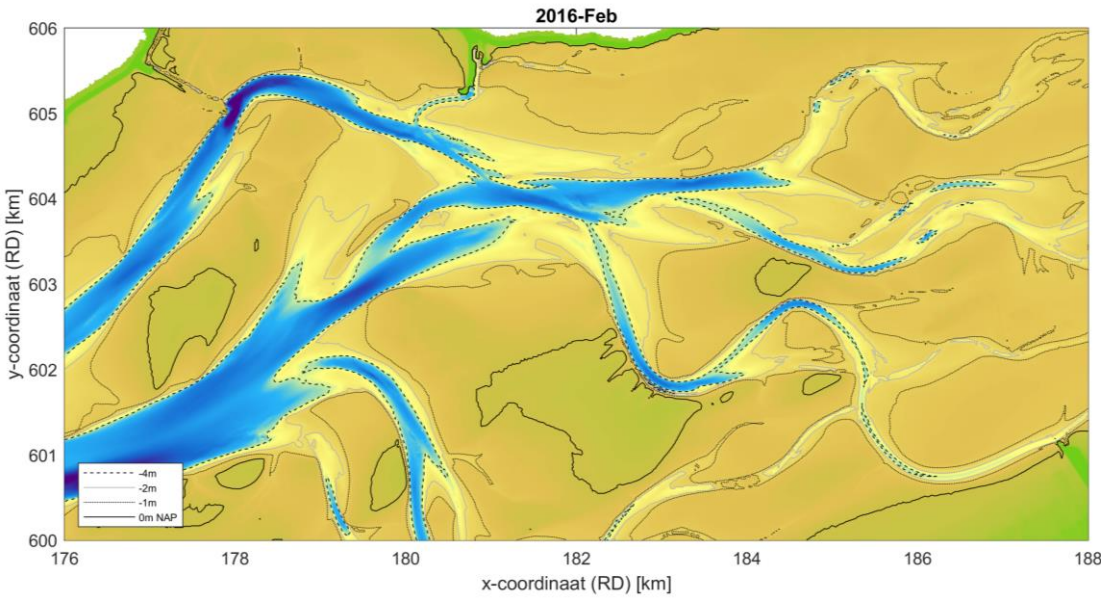 2016-Feb
606
605
604
603
602
601
600
y-coordinaat (RD) [km]
-4m
-2m
-1m
0m NAP
176
178
180
182
184
186
188
x-coordinaat (RD) [km]